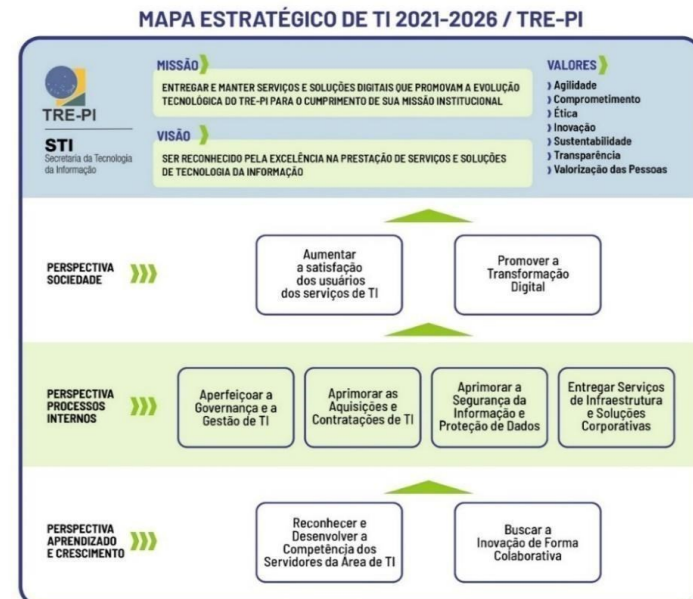 MAPA ESTRATÉGICO DE TI 2021-2026 / TRE-PI
TRE-PI
STI
Secretaria da Tecnologia
da Informação
MISSÃO
ENTREGAR E MANTER SERVIÇOS E SOLUÇÕES DIGITAIS QUE PROMOVAM A EVOLUÇÃO
TECNOLÓGICA DO TRE-PI PARA O CUMPRIMENTO DE SUA MISSÃO INSTITUCIONAL
VISÃO
SER RECONHECIDO PELA EXCELÊNCIA NA PRESTAÇÃO DE SERVIÇOS E SOLUÇÕES
DE TECNOLOGIA DA INFORMAÇÃO
VALORES
Agilidade
Comprometimento
Ética
Inovação
Sustentabilidade
Transparência
Valorização das Pessoas
PERSPECTIVA
SOCIEDADE
Aumentar
a satisfação
dos usuários
dos serviços de TI
Promover a
Transformação
Digital
PERSPECTIVA
PROCESSOS
INTERNOS
Aperfeiçoar a
Governança e a
Gestão de TI
Aprimorar as
Aquisições e
Contratações de TI
Aprimorar a
Segurança da
Informação e
Proteção de Dados
Entregar Serviços
de Infraestrutura
e Soluções
Corporativas
PERSPECTIVA
APRENDIZADO
E CRESCIMENTO
Reconhecer e
Desenvolver a
Competência dos
Servidores da Área de TI
Buscar a
Inovação de Forma
Colaborativa